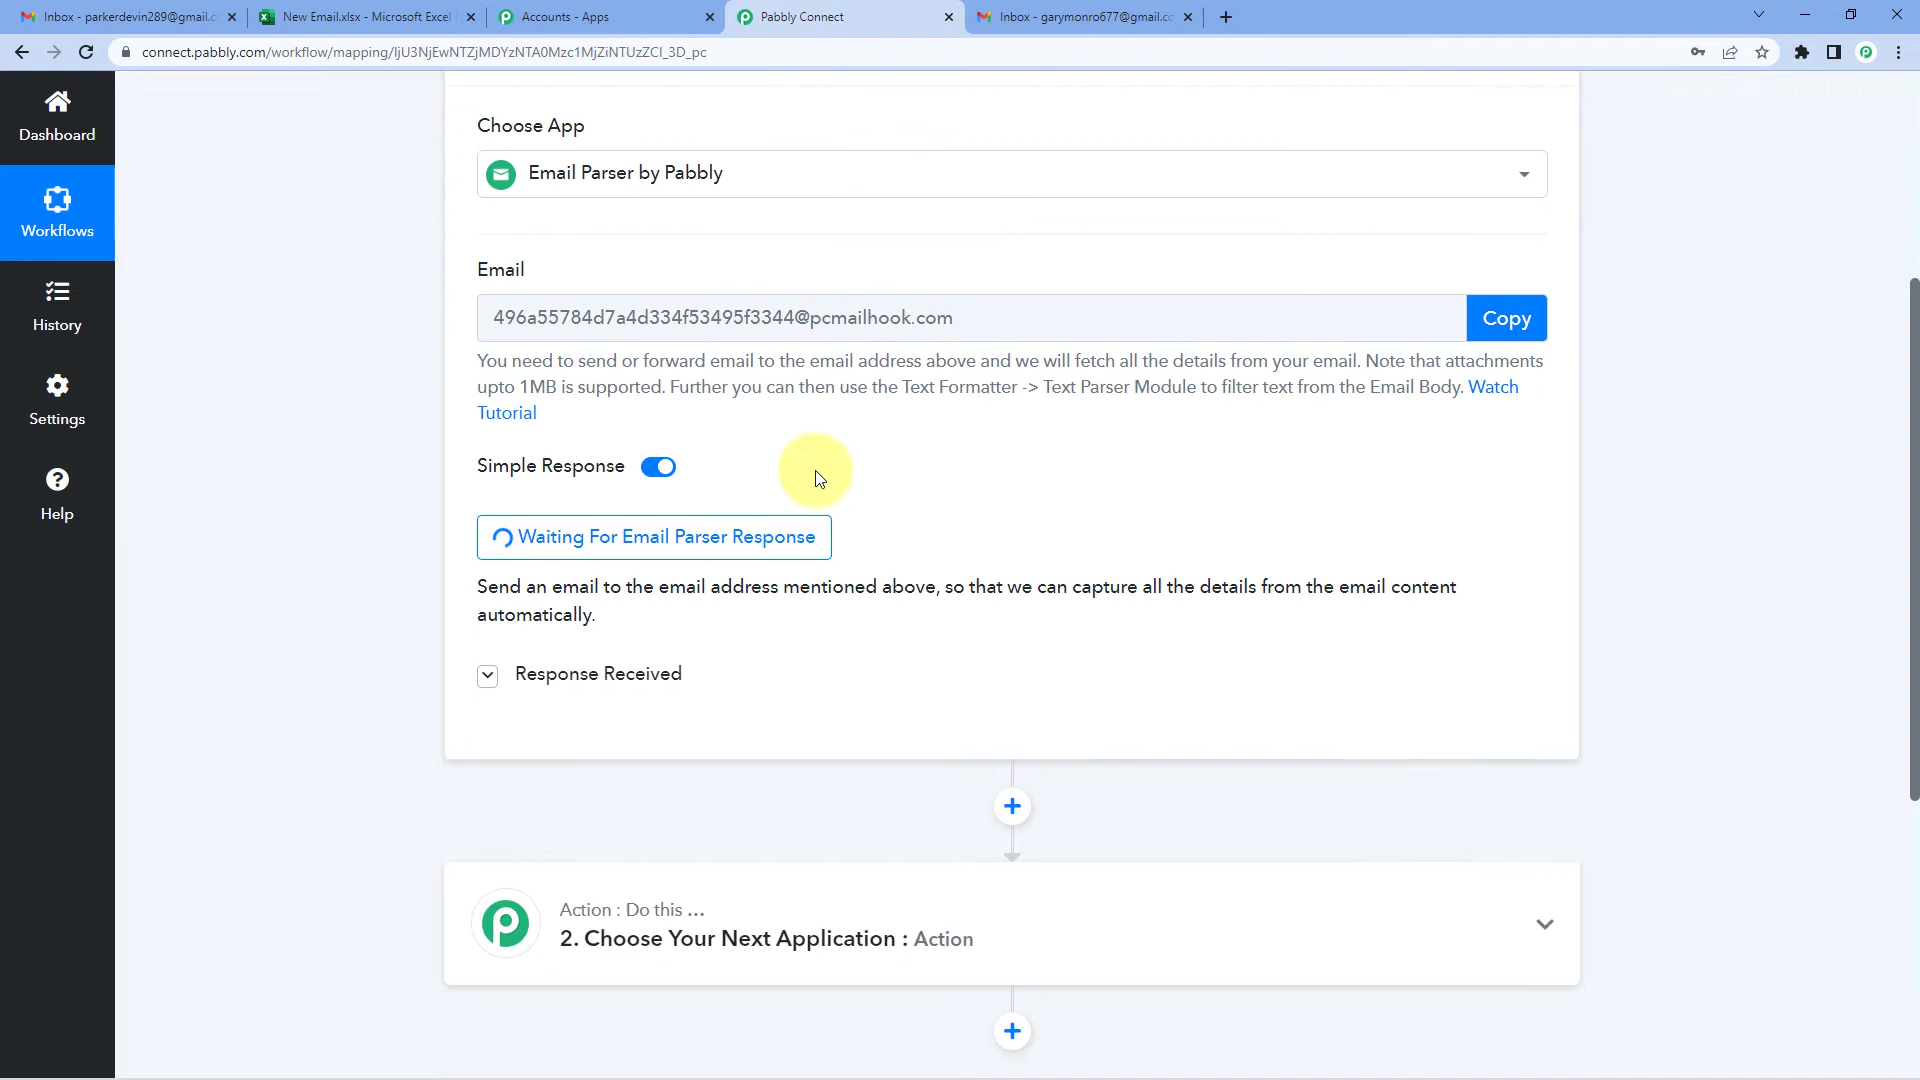 Inbox - parkerdevin289@gmail.c
New Email.xlsx - Microsoft Excel
Accounts - Apps
Pabbly Connect
Inbox - garymonro677@gmail.cc
connect.pabbly.com/workflow/mapping/IjU3NjEwNTZjMDYzNTA0Mzc1MjZiNTUzZCI_3D_pc
Dashboard
Workflows
History
Settings
Help
Choose App
Email Parser by Pabbly
Email
496a55784d7a4d334f53495f3344@pcmailhook.com
Copy
You need to send or forward email to the email address above and we will fetch all the details from your email. Note that attachments
upto 1MB is supported. Further you can then use the Text Formatter -> Text Parser Module to filter text from the Email Body. Watch
Tutorial
Simple Response
Waiting For Email Parser Response
Send an email to the email address mentioned above, so that we can capture all the details from the email content
automatically.
Response Received
Action : Do this ...
2. Choose Your Next Application : Action